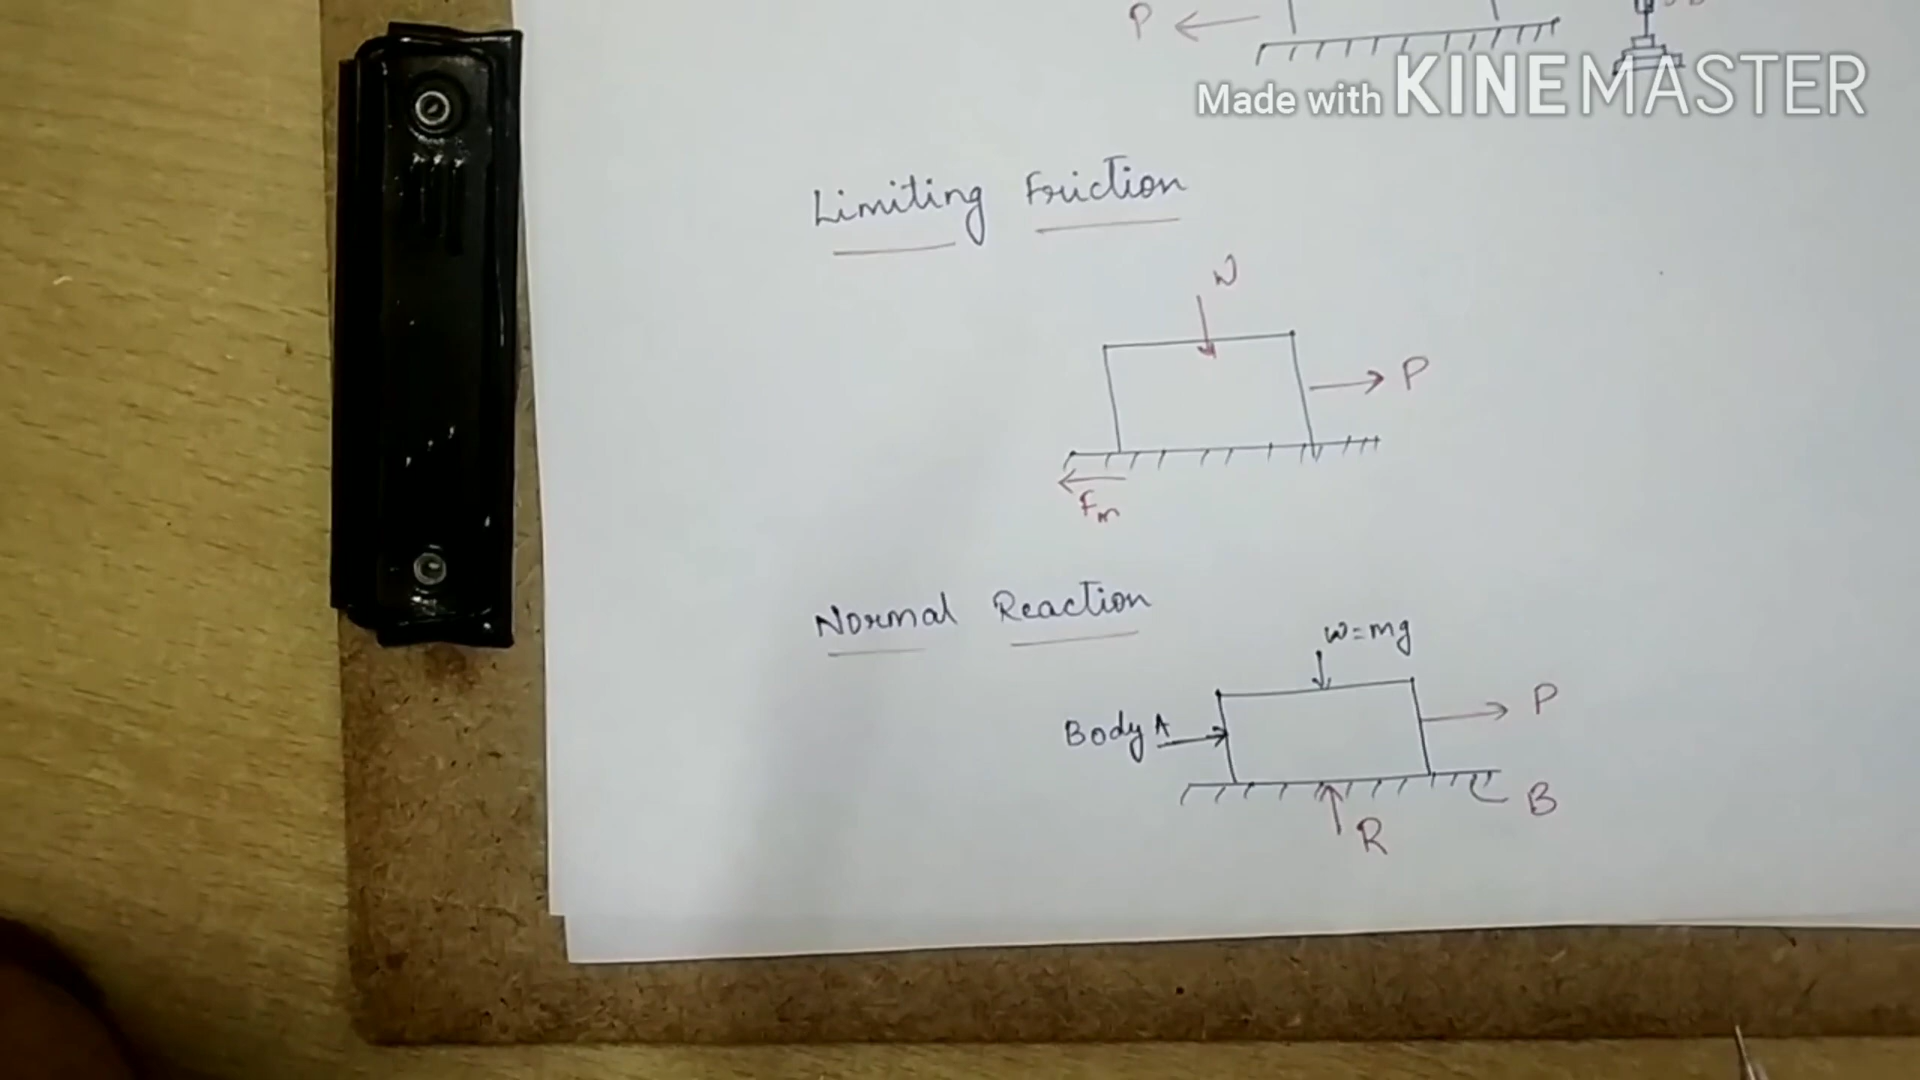 P
Made with KINEMASTER
Limiting Friction
W
P
Fm
Normal Reaction
W=mg
Body A
P
B
R